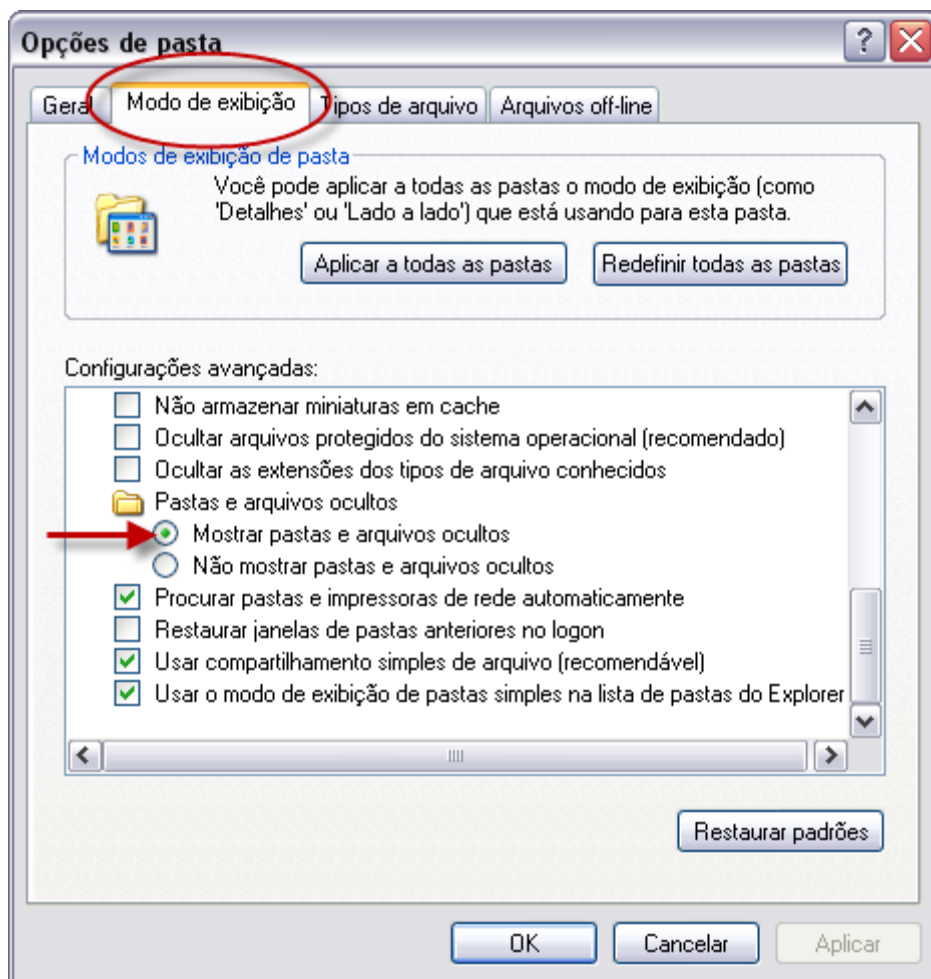 Opções de pasta
Geral Modo de exibição Tipos de arquivo Arquivos off-line
Modos de exibição de pasta
Você pode aplicar a todas as pastas o modo de exibição (como
'Detalhes' ou 'Lado a lado') que está usando para esta pasta.
Aplicar a todas as pastas Redefinir todas as pastas
Configurações avançadas:
Não armazenar miniaturas em cache
Ocultar arquivos protegidos do sistema operacional (recomendado)
Ocultar as extensões dos tipos de arquivo conhecidos
Pastas e arquivos ocultos
Mostrar pastas e arquivos ocultos
Não mostrar pastas e arquivos ocultos
Procurar pastas e impressoras de rede automaticamente
Restaurar janelas de pastas anteriores no logon
Usar compartilhamento simples de arquivo (recomendável)
Usar o modo de exibição de pastas simples na lista de pastas do Explorer
Restaurar padrões
OK Cancelar Aplicar